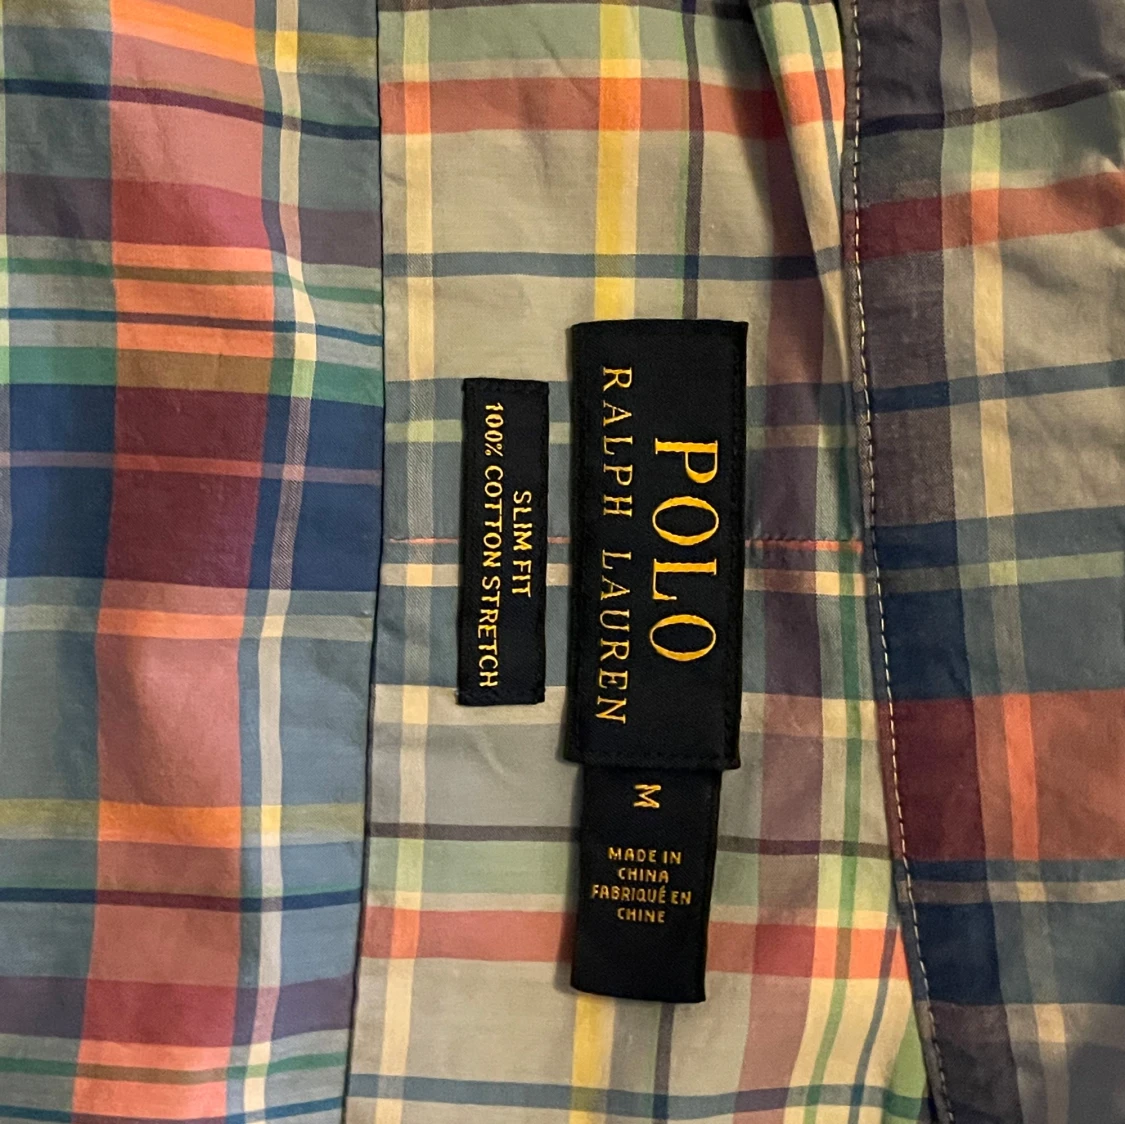 POLO
RALPH LAUREN
SLIM FIT
100% COTTON STRETCH
M
MADE IN
CHINA
FABRIQUÉ EN
CHINE